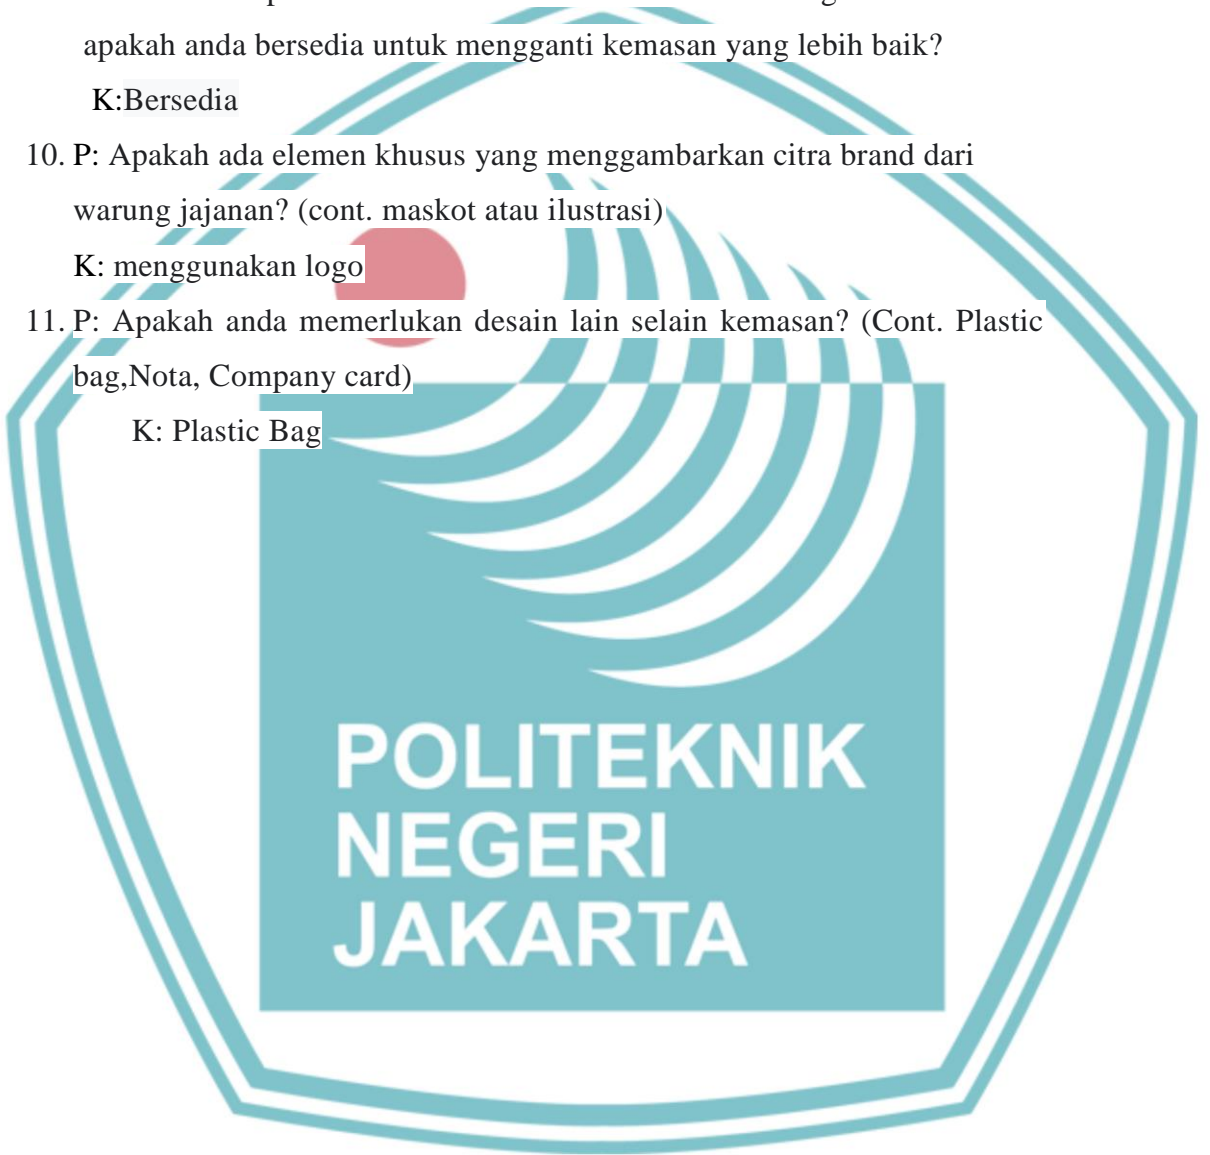 apakah anda bersedia untuk mengganti kemasan yang lebih baik?
K:Bersedia
10. P: Apakah ada elemen khusus yang menggambarkan citra brand dari
warung jajanan? (cont. maskot atau ilustrasi)
K: menggunakan logo
11. P: Apakah anda memerlukan desain lain selain kemasan? (Cont. Plastic
bag,Nota, Company card)
K: Plastic Bag
POLITEKNIK
NEGERI
JAKARTA